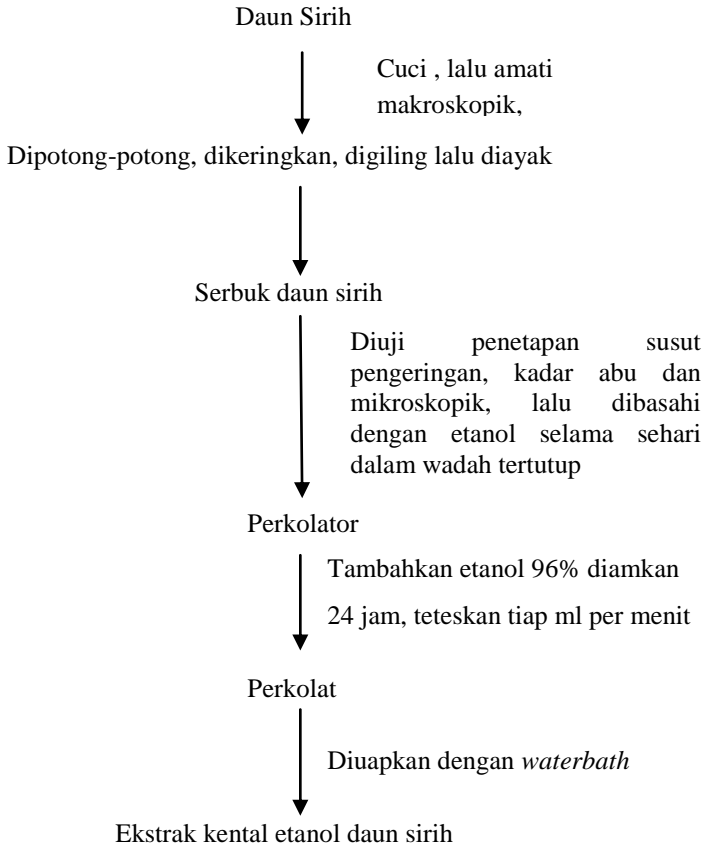 Daun Sirih
Cuci , lalu amati
makroskopik,
Dipotong-potong, dikeringkan, digiling lalu diayak
Serbuk daun sirih
Diuji penetapan susut
pengeringan, kadar abu dan
mikroskopik, lalu dibasahi
dengan etanol selama sehari
dalam wadah tertutup
Perkolator
Tambahkan etanol 96% diamkan
24 jam, teteskan tiap ml per menit
Perkolat
Diuapkan dengan waterbath
Ekstrak kental etanol daun sirih